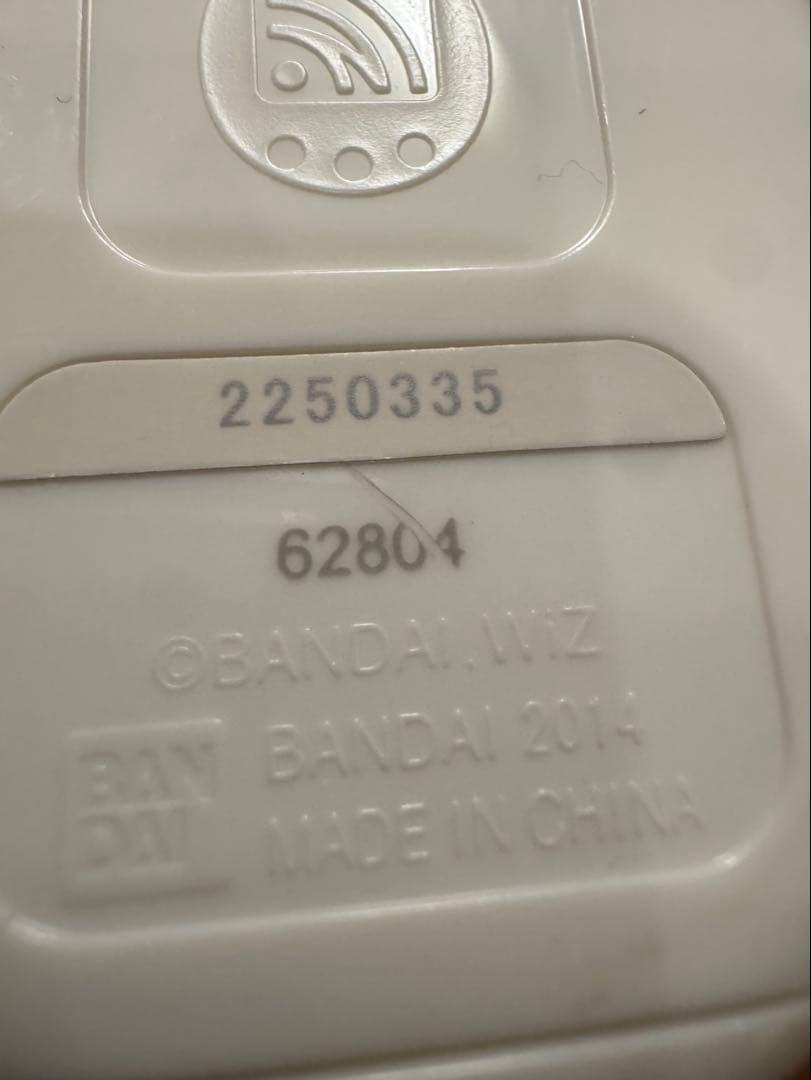 2250335
62804
©BANDAI, WiZ
BAN
DAI
BANDAI 2014
MADE IN CHINA